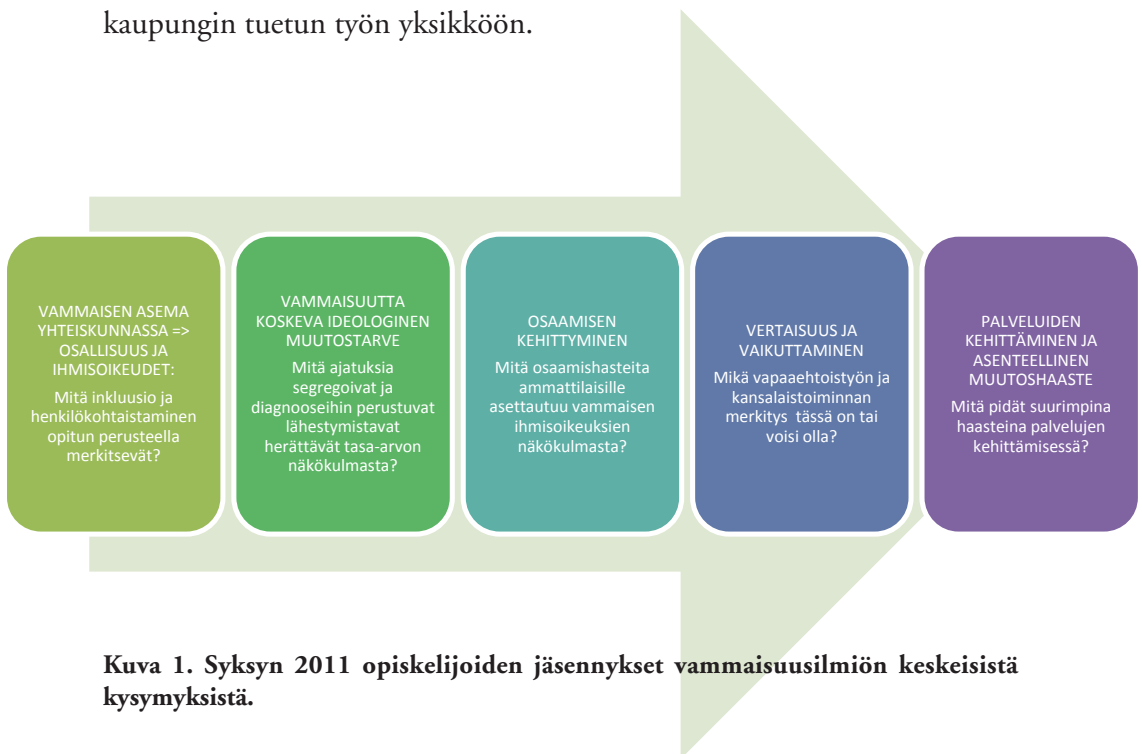 kaupungin tuetun työn yksikköön.
VAMMAISEN ASEMA
YHTEISKUNNASSA =>
OSALLISUUS JA
IHMISOIKEUDET:
Mitä inkluusio ja
henkilökohtaistaminen
opitun perusteella
merkitsevät?
VAMMAISUUTTA
KOSKEVA IDEOLOGINEN
MUUTOSTARVE
Mitä ajatuksia
segregoivat ja
diagnooseihin perustuvat
lähestymistavat
herättävät tasa-arvon
näkökulmasta?
OSAAMISEN
KEHITTYMINEN
Mitä osaamishasteita
ammattilaisille
asettautuu vammaisen
ihmisoikeuksien
näkökulmasta?
VERTAISUUS JA
VAIKUTTAMINEN
Mikä vapaaehtoistyön ja
kansalaistoiminnan
merkitys tässä on tai
voisi olla?
PALVELUIDEN
KEHITTÄMINEN JA
ASENTEELLINEN
MUUTOSHAASTE
Mitä pidät suurimpina
haasteina palvelujen
kehittämisessä?
Kuva 1. Syksyn 2011 opiskelijoiden jäsennykset vammaisuusilmiön keskeisistä
kysymyksistä.